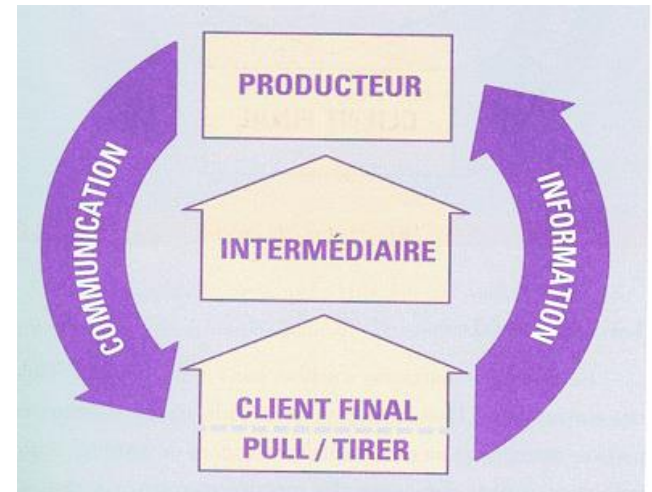 PRODUCTEUR
COMMUNICATION
INFORMATION
INTERMÉDIAIRE
CLIENT FINAL
PULL / TIRER